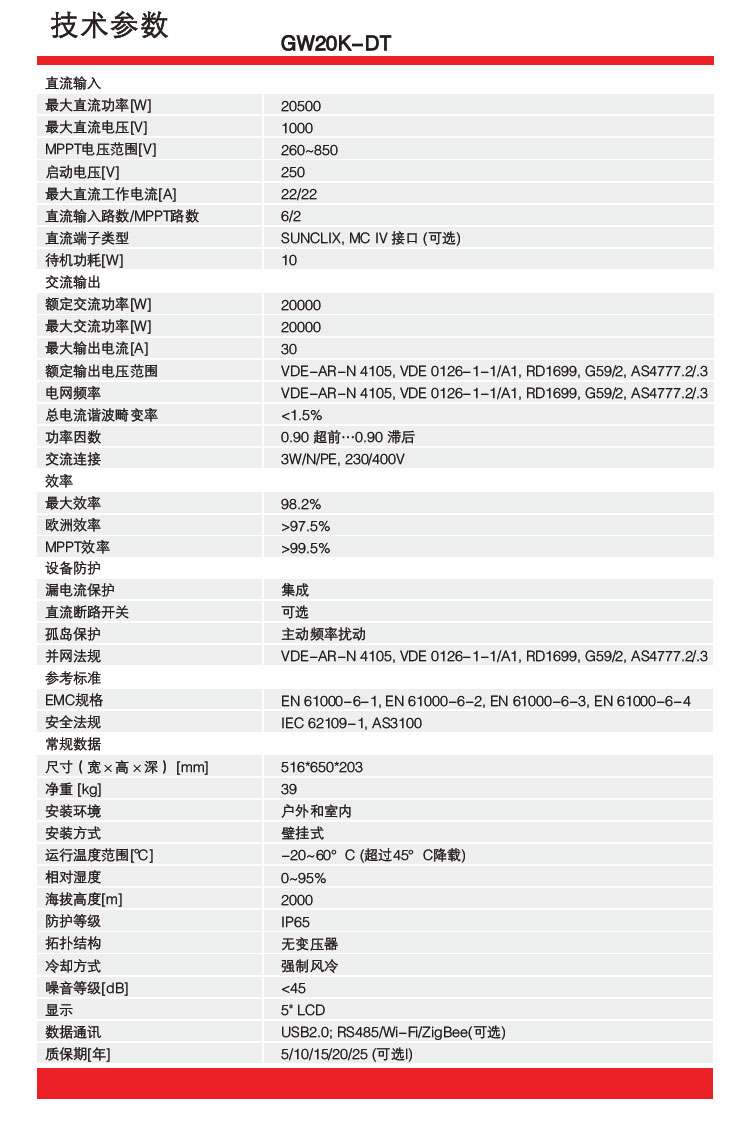 技术参数
GW20K-DT
直流输入
最大直流功率[W] 20500
最大直流电压[V] 1000
MPPT电压范围[V] 260~850
启动电压[V] 250
最大直流工作电流[A] 22/22
直流输入路数/MPPT路数 6/2
直流端子类型 SUNCLIX, MC IV 接口 (可选)
待机功耗[W] 10
交流输出
额定交流功率[W] 20000
最大交流功率[W] 20000
最大输出电流[A] 30
额定输出电压范围 VDE-AR-N 4105, VDE 0126-1-1/A1, RD1699, G59/2, AS4777.2/.3
电网频率 VDE-AR-N 4105, VDE 0126-1-1/A1, RD1699, G59/2, AS4777.2/.3
总电流谐波畸变率 <1.5%
功率因数 0.90 超前…0.90 滞后
交流连接 3W/N/PE, 230/400V
效率
最大效率 98.2%
欧洲效率 >97.5%
MPPT效率 >99.5%
设备防护
漏电流保护 集成
直流断路开关 可选
孤岛保护 主动频率扰动
并网法规 VDE-AR-N 4105, VDE 0126-1-1/A1, RD1699, G59/2, AS4777.2/.3
参考标准
EMC规格 EN 61000-6-1, EN 61000-6-2, EN 61000-6-3, EN 61000-6-4
安全法规 IEC 62109-1, AS3100
常规数据
尺寸（宽×高×深）[mm] 516*650*203
净重 [kg] 39
安装环境 户外和室内
安装方式 壁挂式
运行温度范围[℃] -20~60° C (超过45° C降载)
相对湿度 0~95%
海拔高度[m] 2000
防护等级 IP65
拓扑结构 无变压器
冷却方式 强制风冷
噪音等级[dB] <45
显示 5" LCD
数据通讯 USB2.0; RS485/Wi-Fi/ZigBee(可选)
质保期[年] 5/10/15/20/25 (可选I)